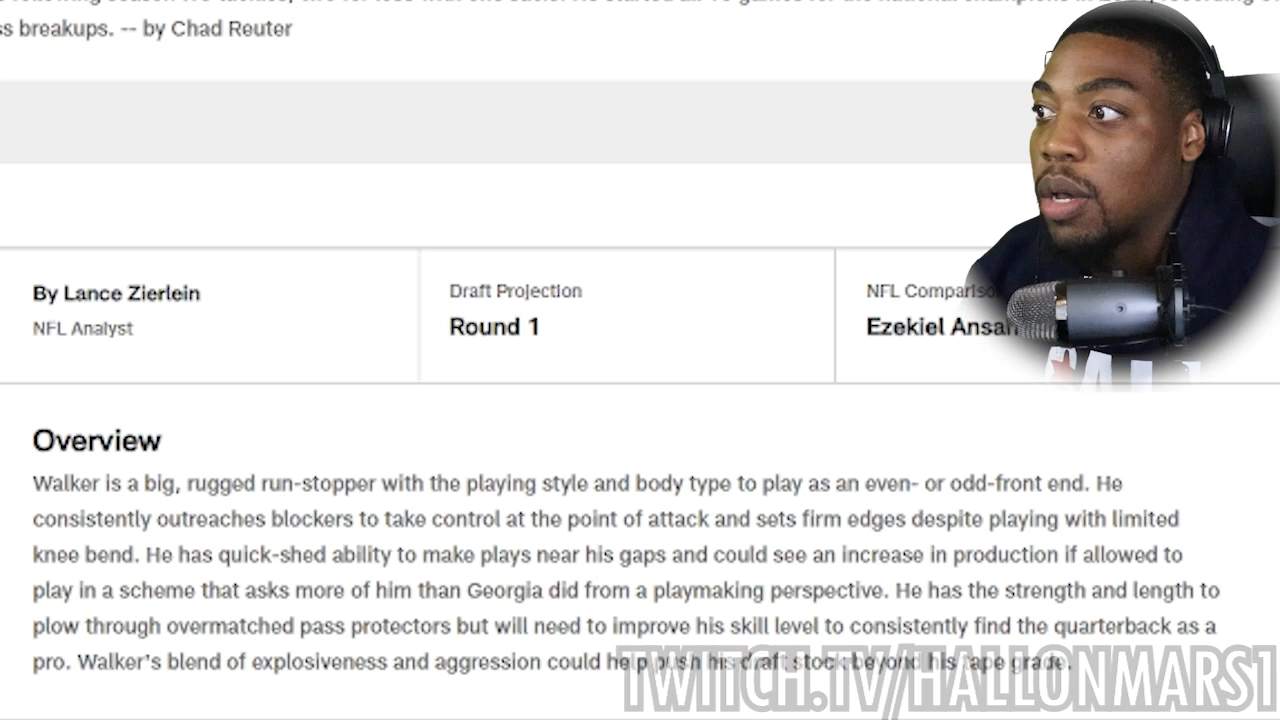 ss breakups. -- by Chad Reuter
By Lance Zierlein
NFL Analyst
Draft Projection
Round 1
NFL Comparison
Ezekiel Ansah
Overview
Walker is a big, rugged run-stopper with the playing style and body type to play as an even- or odd-front end. He
consistently outreaches blockers to take control at the point of attack and sets firm edges despite playing with limited
knee bend. He has quick-shed ability to make plays near his gaps and could see an increase in production if allowed to
play in a scheme that asks more of him than Georgia did from a playmaking perspective. He has the strength and length to
plow through overmatched pass protectors but will need to improve his skill level to consistently find the quarterback as a
pro. Walker's blend of explosiveness and aggression could help push his draft stock beyond his tape grade.
TWITCH.TV/HALLONMARS1